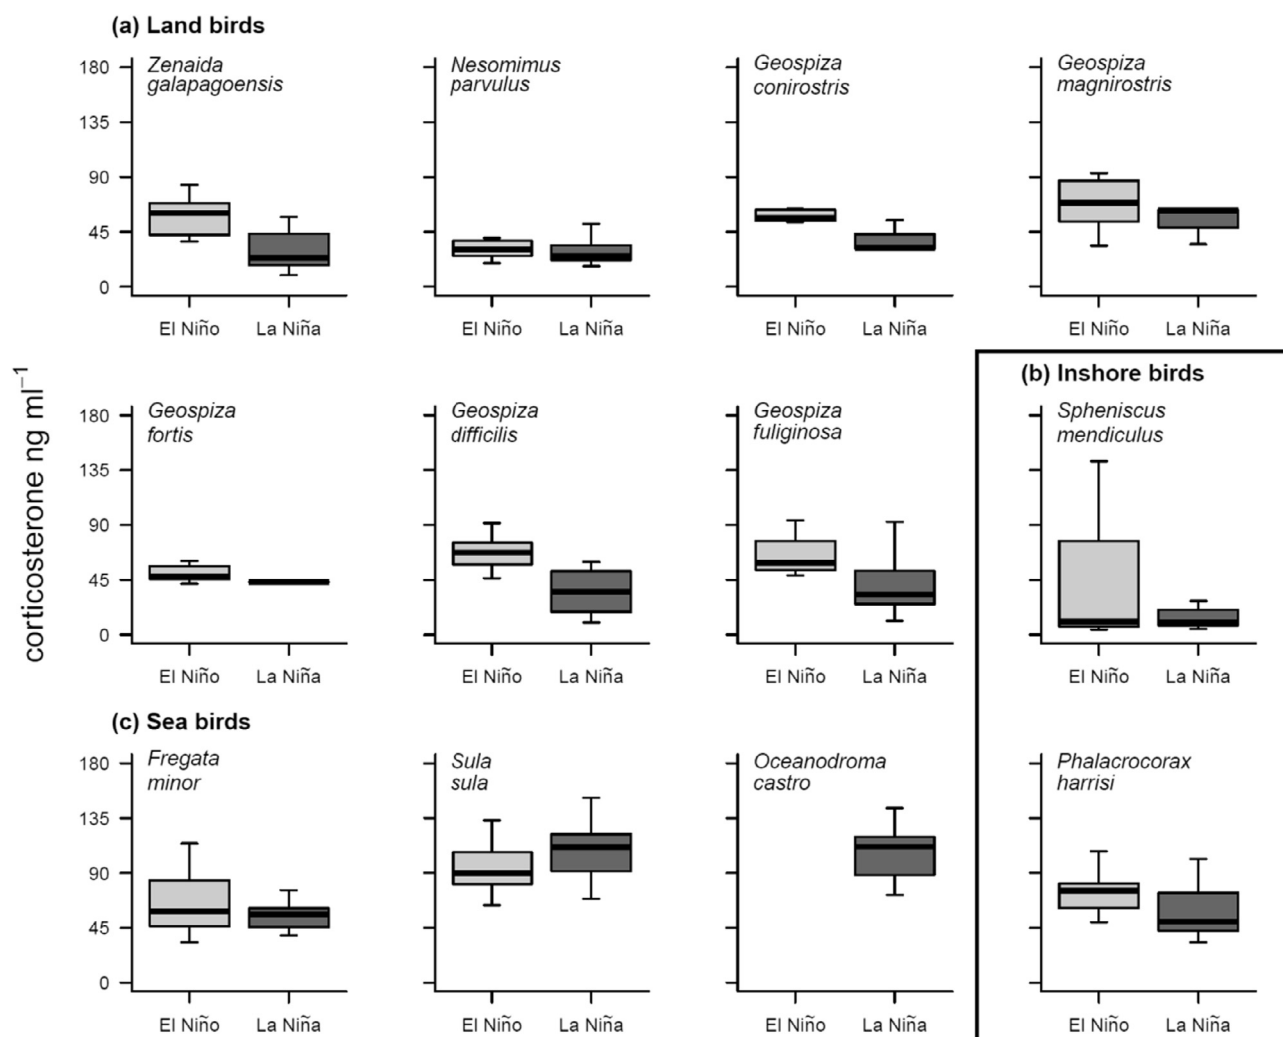 (a) Land birds
Zenaida
galapagoensis
Nesomimus
parvulus
Geospiza
conirostris
Geospiza
magnirostris
180
135
90
45
0
El Niño La Niña
El Niño La Niña
El Niño La Niña
El Niño La Niña
corticosterone ng ml⁻¹
(b) Inshore birds
Geospiza
fortis
Geospiza
difficilis
Geospiza
fuliginosa
Spheniscus
mendiculus
180
135
90
45
0
El Niño La Niña
El Niño La Niña
El Niño La Niña
El Niño La Niña
(c) Sea birds
Fregata
minor
Sula
sula
Oceanodroma
castro
Phalacrocorax
harrisi
180
135
90
45
0
El Niño La Niña
El Niño La Niña
El Niño La Niña
El Niño La Niña